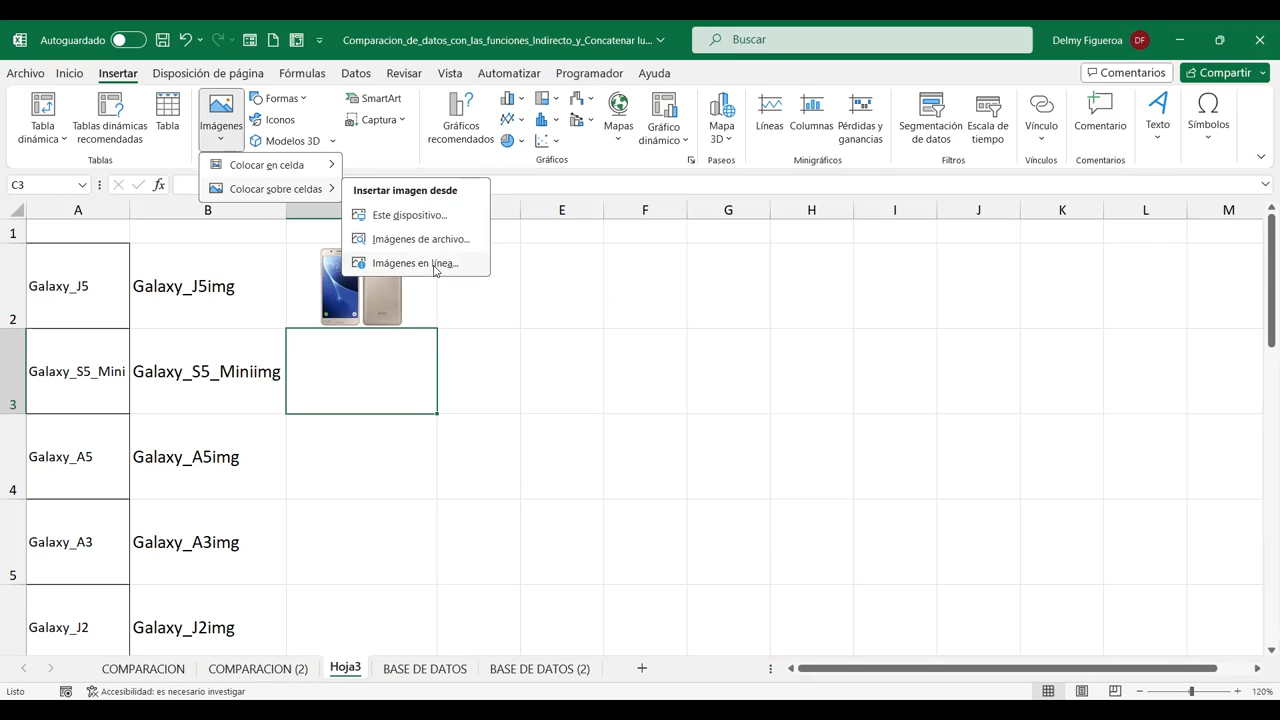 Autoguardado
Comparacion_de_datos_con_las_funciones_Indirecto_y_Concatenar lu...
Buscar
Delmy Figueroa DF
Archivo Inicio Insertar Disposición de página Fórmulas Datos Revisar Vista Automatizar Programador Ayuda
Comentarios Compartir
Tabla dinámica
Tablas dinámicas recomendadas
Tabla
Tablas
Imágenes
Formas
Iconos
Modelos 3D
SmartArt
Captura
Gráficos recomendados
Mapas
Gráfico dinámico
Gráficos
Mapa 3D
Paseos
Líneas Columnas Pérdidas y ganancias
Minigráficos
Segmentación de datos
Escala de tiempo
Filtros
Vínculo
Vínculos
Comentario
Comentarios
Texto
Símbolos
Colocar en celda
Colocar sobre celdas
Insertar imagen desde
Este dispositivo...
Imágenes de archivo...
Imágenes en línea...
C3
fx
A B E F G H I J K L M
1
2 Galaxy_J5 Galaxy_J5img
3 Galaxy_S5_Mini Galaxy_S5_Miniimg
4 Galaxy_A5 Galaxy_A5img
5 Galaxy_A3 Galaxy_A3img
Galaxy_J2 Galaxy_J2img
COMPARACION COMPARACION (2) Hoja3 BASE DE DATOS BASE DE DATOS (2)
Listo Accesibilidad: es necesario investigar 120%